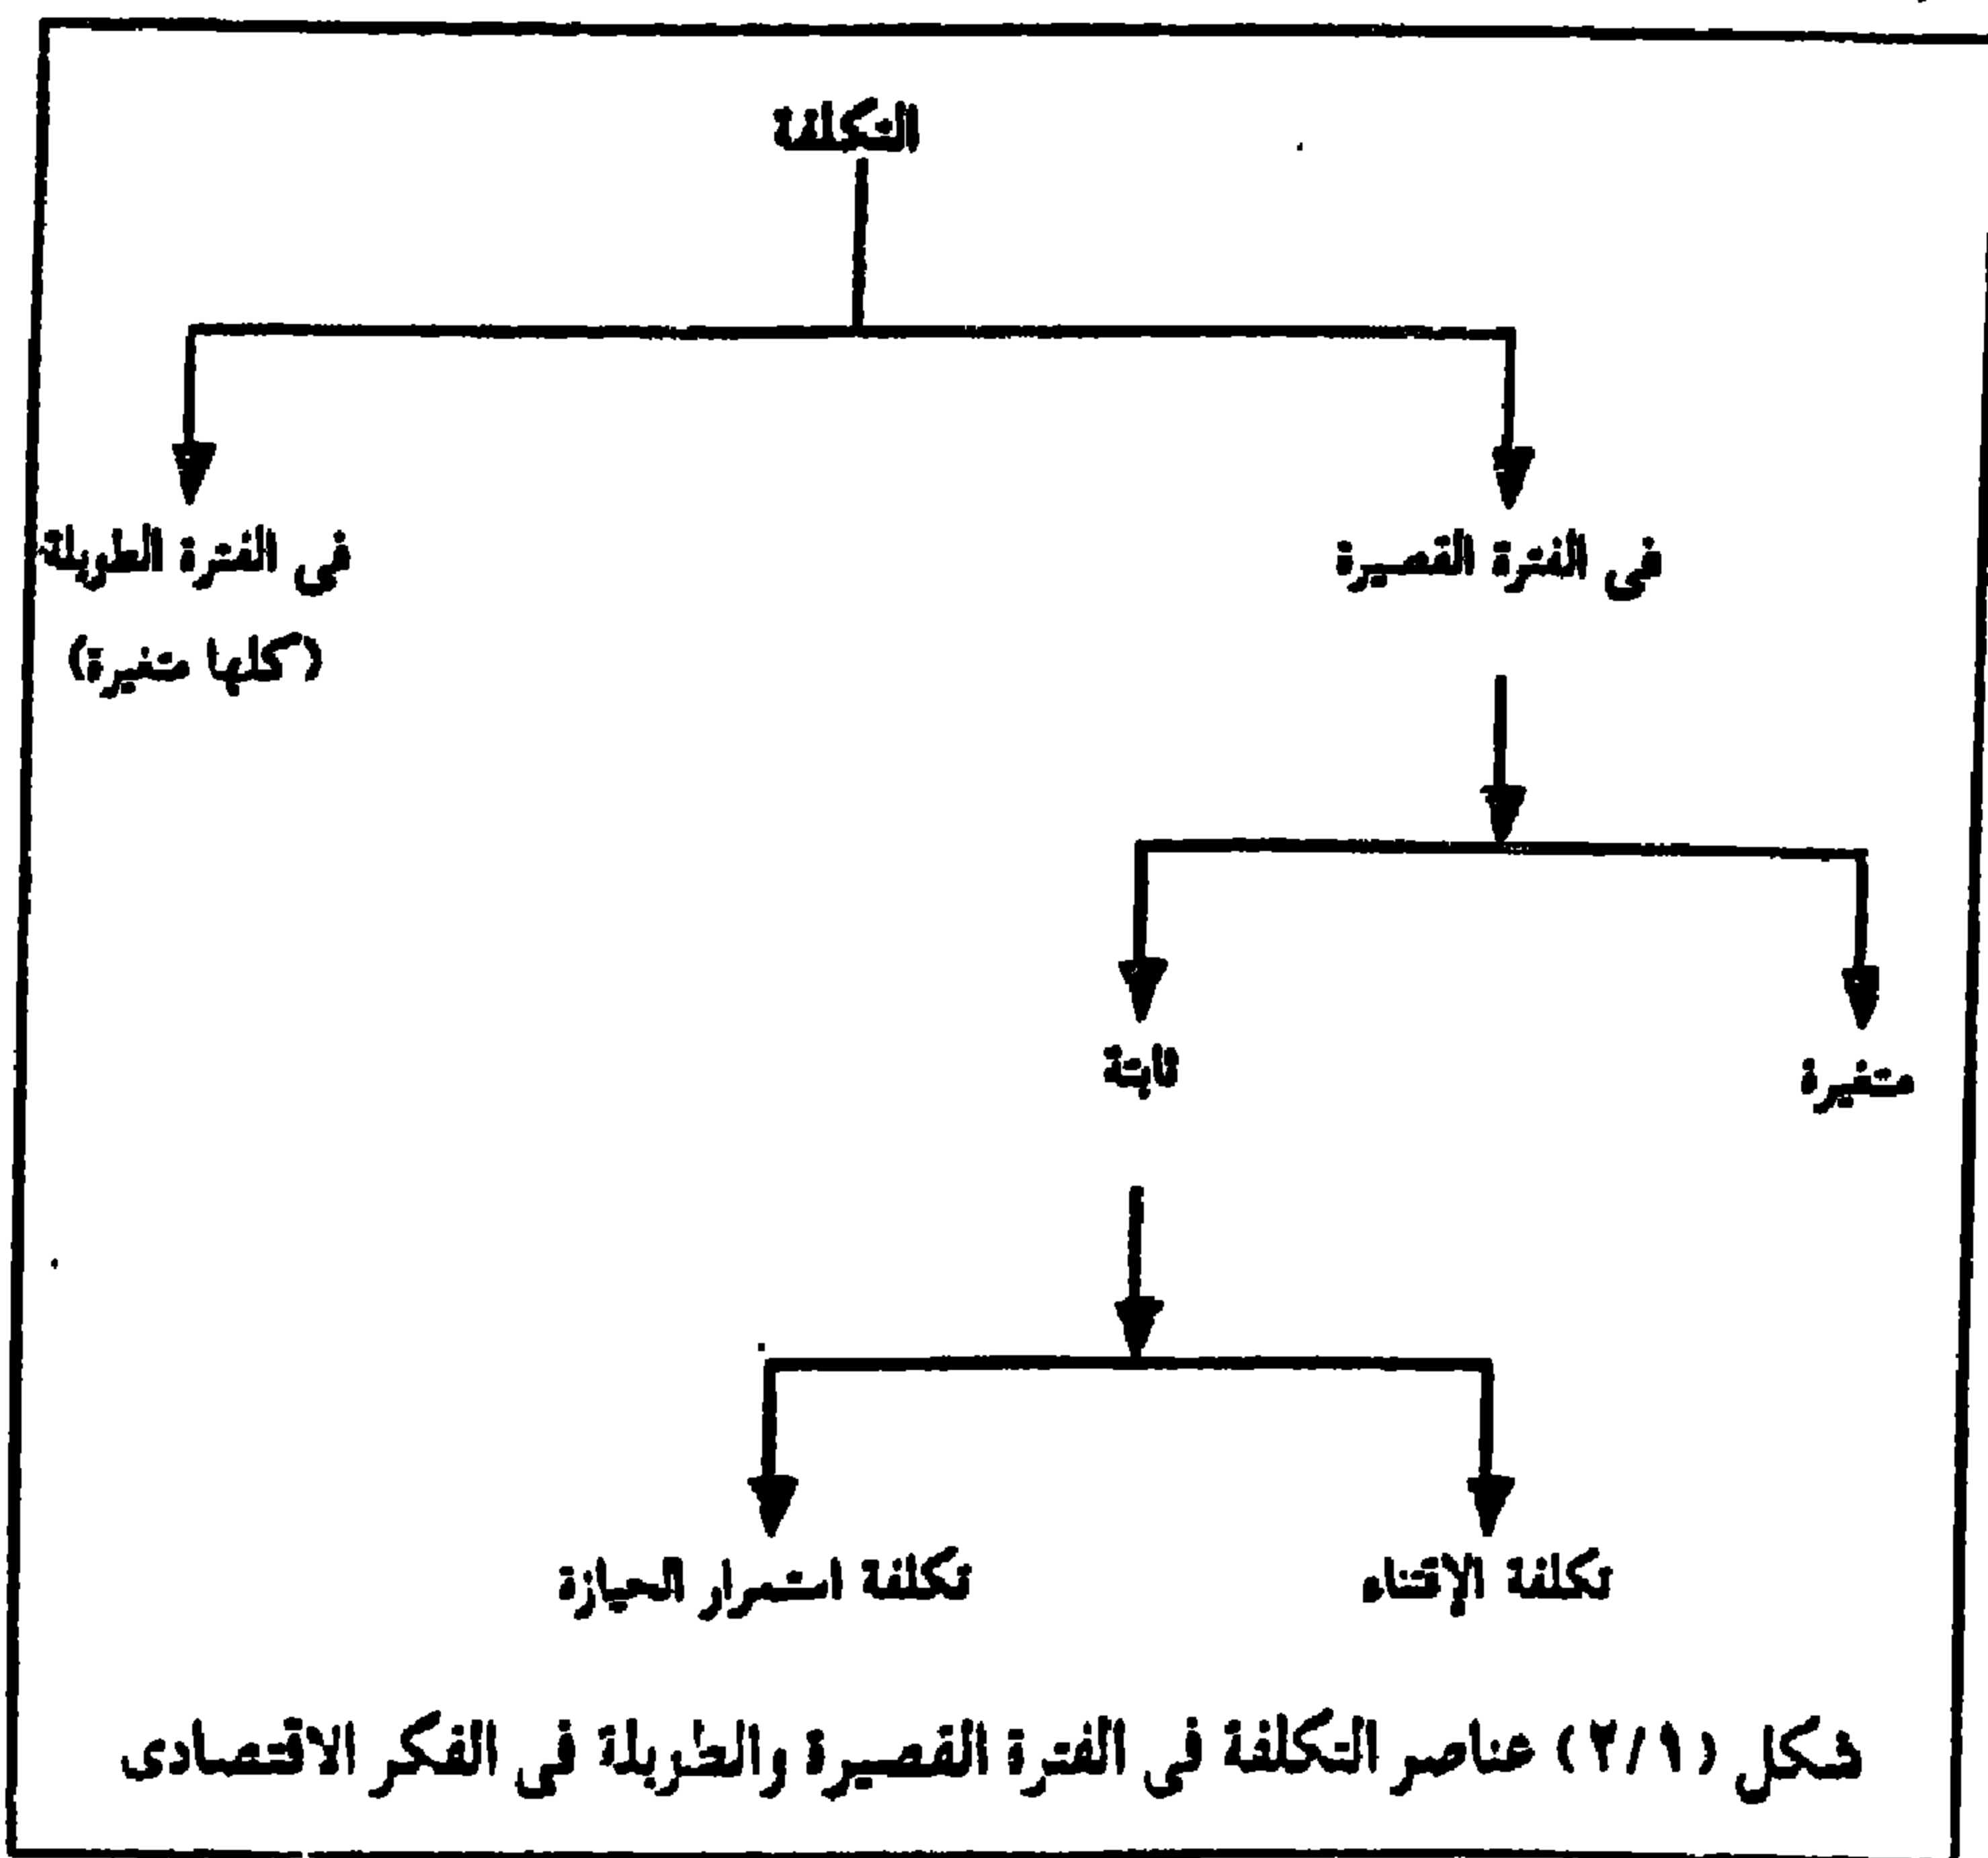 التكلفة
فى الفترة القصيرة
فى الفترة الطويلة
(كلها متغيرة)
متغيرة
ثابتة
تكلفة الإقتناء
تكلفة استمرار الحيازة
شكل (٢/١) عناصر التكلفة فى الفترة القصيرة والطويلة فى الفكر الاقتصادى